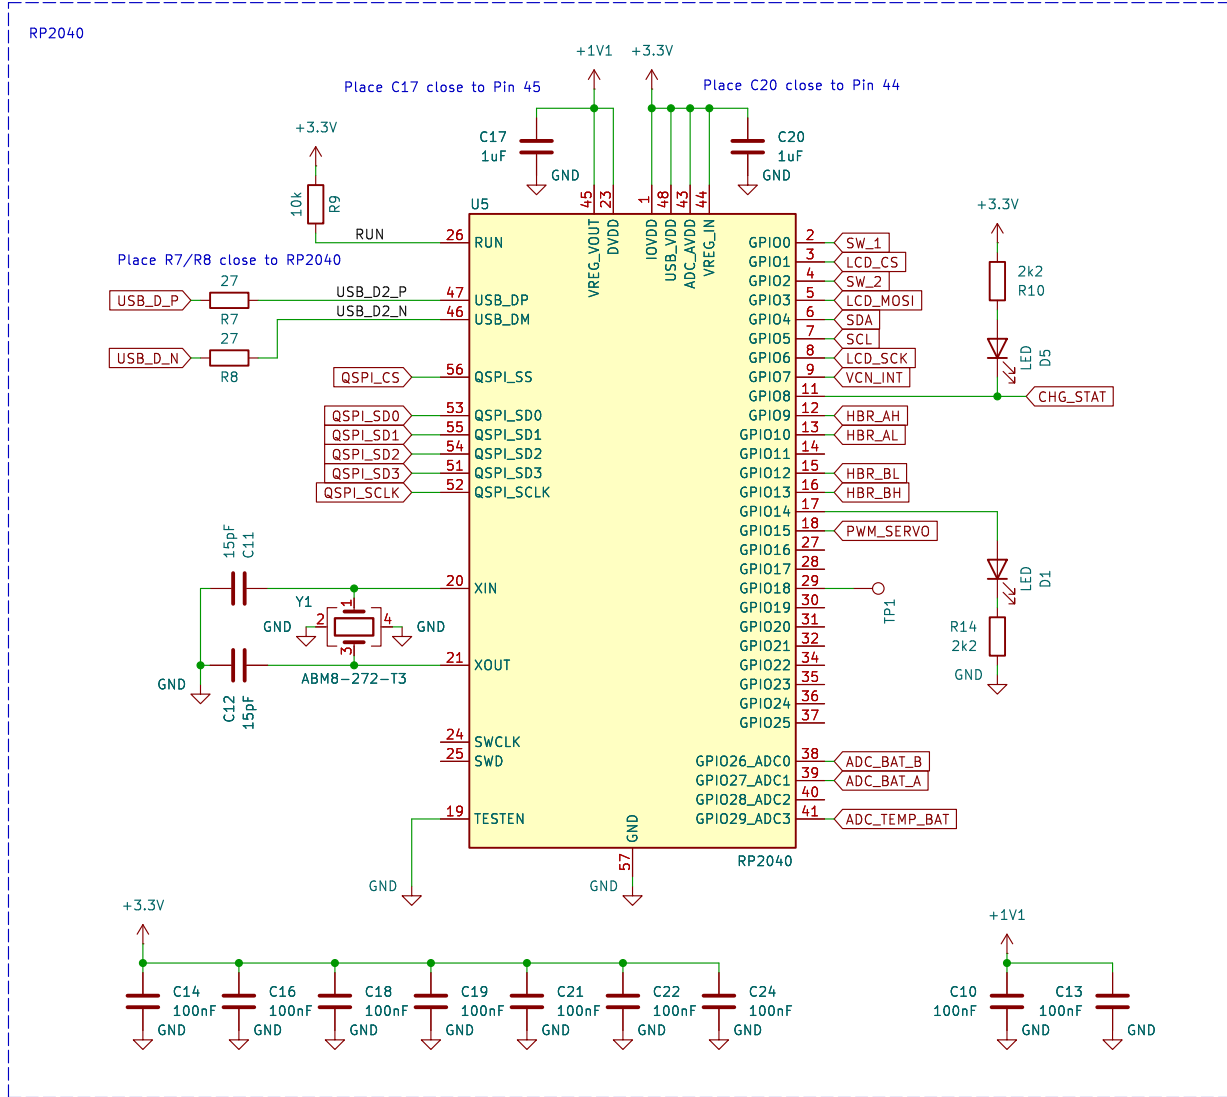 RP2040
+1V1
+3.3V
Place C17 close to Pin 45
Place C20 close to Pin 44
C17
1uF
GND
C20
1uF
GND
+3.3V
10k
R9
RUN
Place R7/R8 close to RP2040
USB_D_P
27
R7
USB_D2_P
USB_D2_N
USB_D_N
27
R8
QSPI_CS
QSPI_SD0
QSPI_SD1
QSPI_SD2
QSPI_SD3
QSPI_SCLK
15pF
C11
Y1
GND
2
1
4
3
GND
ABM8-272-T3
GND
C12
15pF
U5
45
VREG_VOUT
23
DVDD
1
IOVDD
48
USB_VDD
43
ADC_AVDD
44
VREG_IN
26 RUN
47 USB_DP
46 USB_DM
56 QSPI_SS
53 QSPI_SD0
55 QSPI_SD1
54 QSPI_SD2
51 QSPI_SD3
52 QSPI_SCLK
20 XIN
21 XOUT
24 SWCLK
25 SWD
19 TESTEN
GND
GND
57
GND
RP2040
GPIO0 2 SW_1
GPIO1 3 LCD_CS
GPIO2 4 SW_2
GPIO3 5 LCD_MOSI
GPIO4 6 SDA
GPIO5 7 SCL
GPIO6 8 LCD_SCK
GPIO7 9 VCN_INT
GPIO8 11 CHG_STAT
GPIO9 12 HBR_AH
GPIO10 13 HBR_AL
GPIO11 14
GPIO12 15 HBR_BL
GPIO13 16 HBR_BH
GPIO14 17
GPIO15 18 PWM_SERVO
GPIO16 27
GPIO17 28
GPIO18 29 TP1
GPIO19 30
GPIO20 31
GPIO21 32
GPIO22 34
GPIO23 35
GPIO24 36
GPIO25 37
GPIO26_ADC0 38 ADC_BAT_B
GPIO27_ADC1 39 ADC_BAT_A
GPIO28_ADC2 40
GPIO29_ADC3 41 ADC_TEMP_BAT
+3.3V
2k2
R10
LED
D5
LED
D1
R14
2k2
GND
+3.3V
C14
100nF
GND
C16
100nF
GND
C18
100nF
GND
C19
100nF
GND
C21
100nF
GND
C22
100nF
GND
C24
100nF
GND
+1V1
C10
100nF
GND
C13
100nF
GND